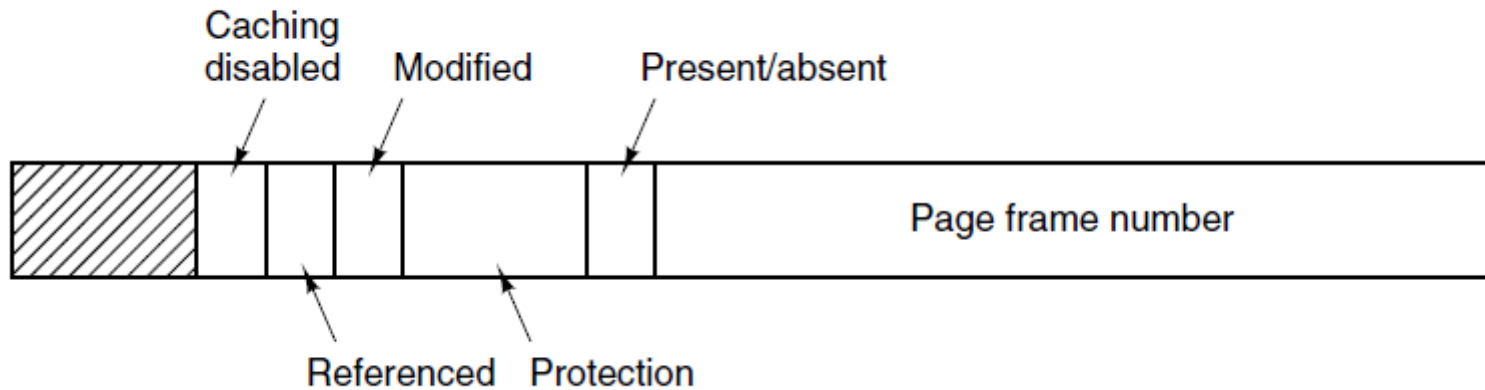 Caching
disabled
Modified
Present/absent
Page frame number
Referenced
Protection